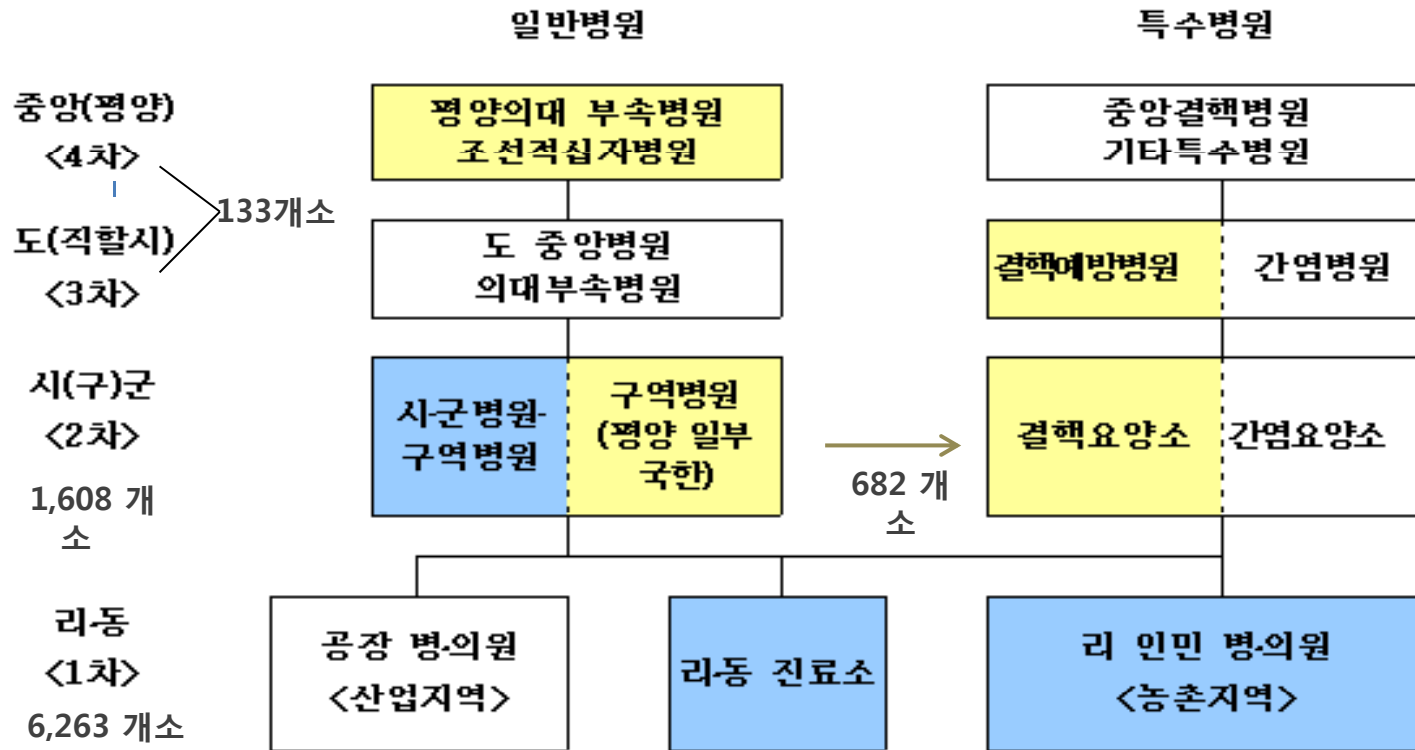 일반병원
특수병원
중앙(평양)
<4차>
평양의대 부속병원
조선적십자병원
중앙결핵병원
기타특수병원
133개소
도(직할시)
<3차>
도 중앙병원
의대부속병원
결핵예방병원
간염병원
시(구)군
<2차>
1,608 개
소
시·군병원·
구역병원
구역병원
(평양 일부
국한)
682 개
소
결핵요양소
간염요양소
리·동
<1차>
6,263 개소
공장 병·의원
<산업지역>
리·동 진료소
리 인민 병·의원
<농촌지역>